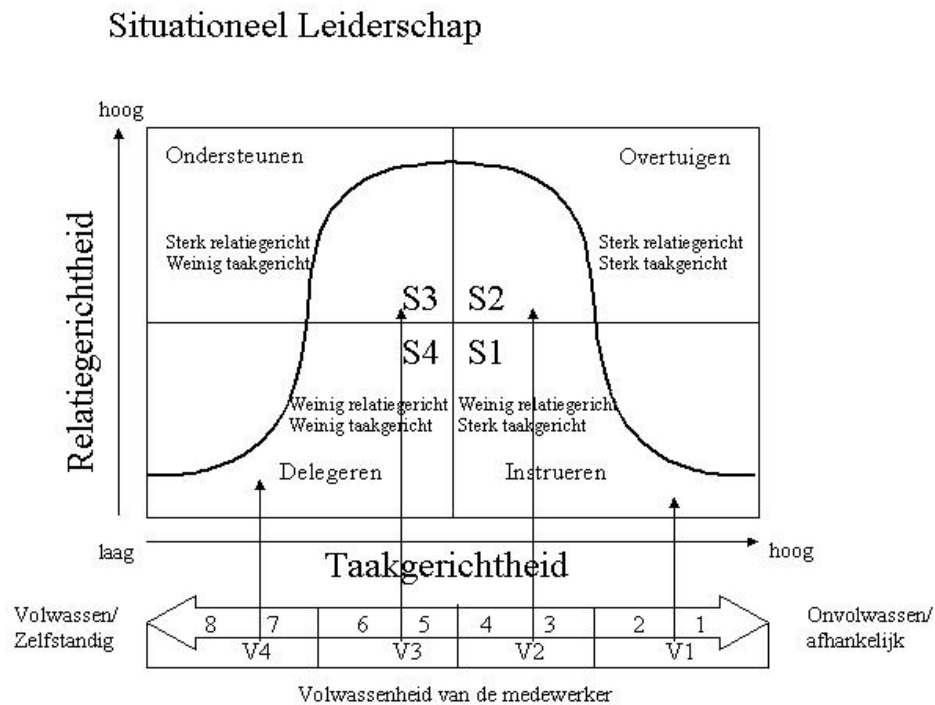 Situationeel Leiderschap
hoog
Relatiegerichtheid
Ondersteunen
Overtuigen
Sterk relatiegericht
Weinig taakgericht
Sterk relatiegericht
Sterk taakgericht
S3 S2
S4 S1
Weinig relatiegericht
Weinig taakgericht
Weinig relatiegericht
Sterk taakgericht
Delegeren
Instrueren
laag
Taakgerichtheid
hoog
Volwassen/
Zelfstandig
8 7 6 5 4 3 2 1
V4 V3 V2 V1
Onvolwassen/
afhankelijk
Volwassenheid van de medewerker